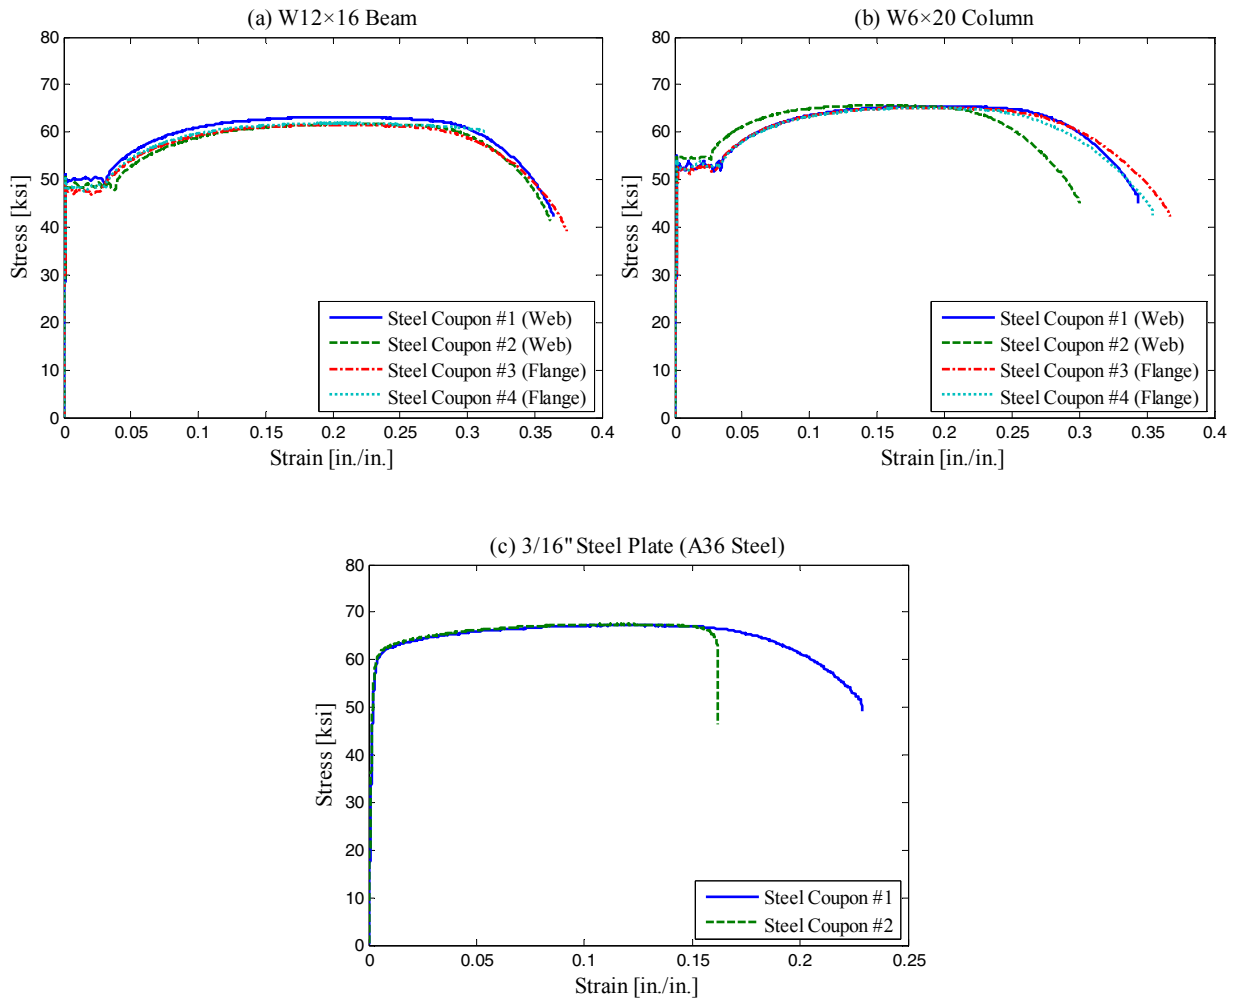 (a) W12×16 Beam
80
70
60
50
40
30
20
10
0
Stress [ksi]
0 0.05 0.1 0.15 0.2 0.25 0.3 0.35 0.4
Strain [in./in.]
Steel Coupon #1 (Web)
Steel Coupon #2 (Web)
Steel Coupon #3 (Flange)
Steel Coupon #4 (Flange)
(b) W6×20 Column
80
70
60
50
40
30
20
10
0
Stress [ksi]
0 0.05 0.1 0.15 0.2 0.25 0.3 0.35 0.4
Strain [in./in.]
Steel Coupon #1 (Web)
Steel Coupon #2 (Web)
Steel Coupon #3 (Flange)
Steel Coupon #4 (Flange)
(c) 3/16" Steel Plate (A36 Steel)
80
70
60
50
40
30
20
10
0
Stress [ksi]
0 0.05 0.1 0.15 0.2 0.25
Strain [in./in.]
Steel Coupon #1
Steel Coupon #2